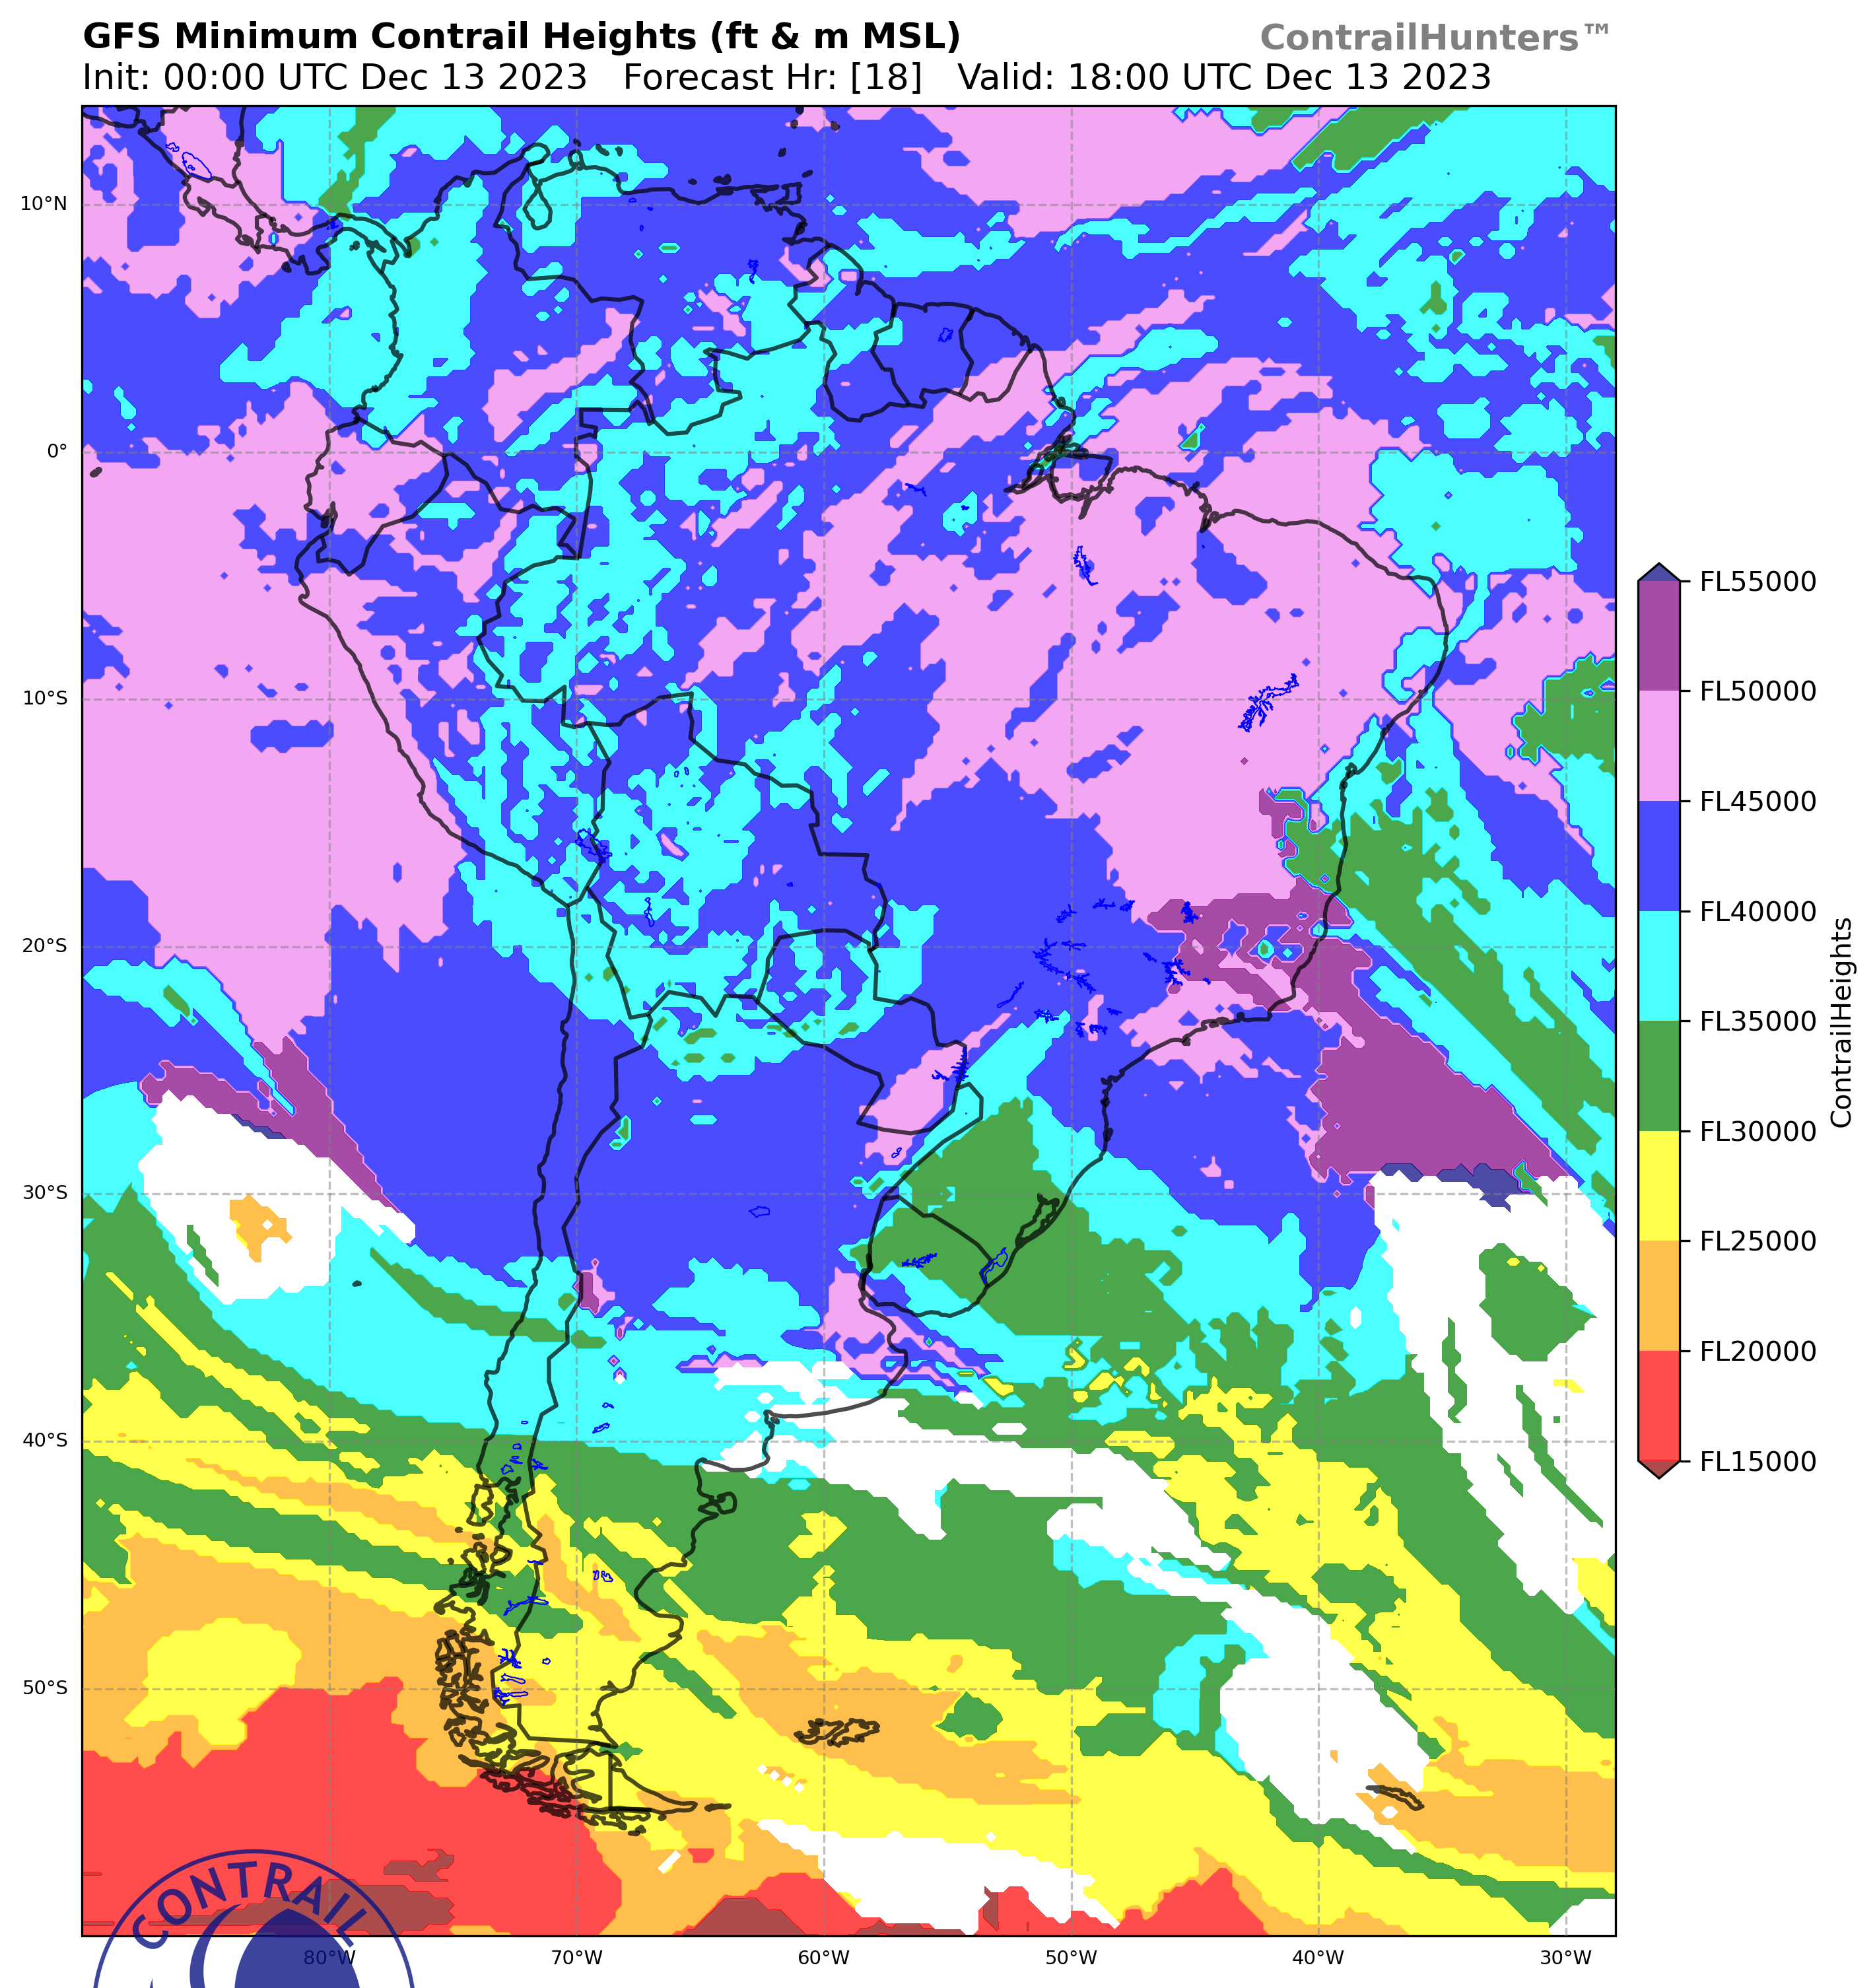 GFS Minimum Contrail Heights (ft & m MSL)
ContrailHunters™
Init: 00:00 UTC Dec 13 2023 Forecast Hr: [18] Valid: 18:00 UTC Dec 13 2023
10°N
0°
10°S
20°S
30°S
40°S
50°S
80°W
70°W
60°W
50°W
40°W
30°W
FL55000
FL50000
FL45000
FL40000
FL35000
FL30000
FL25000
FL20000
FL15000
ContrailHeights
CONTRAIL